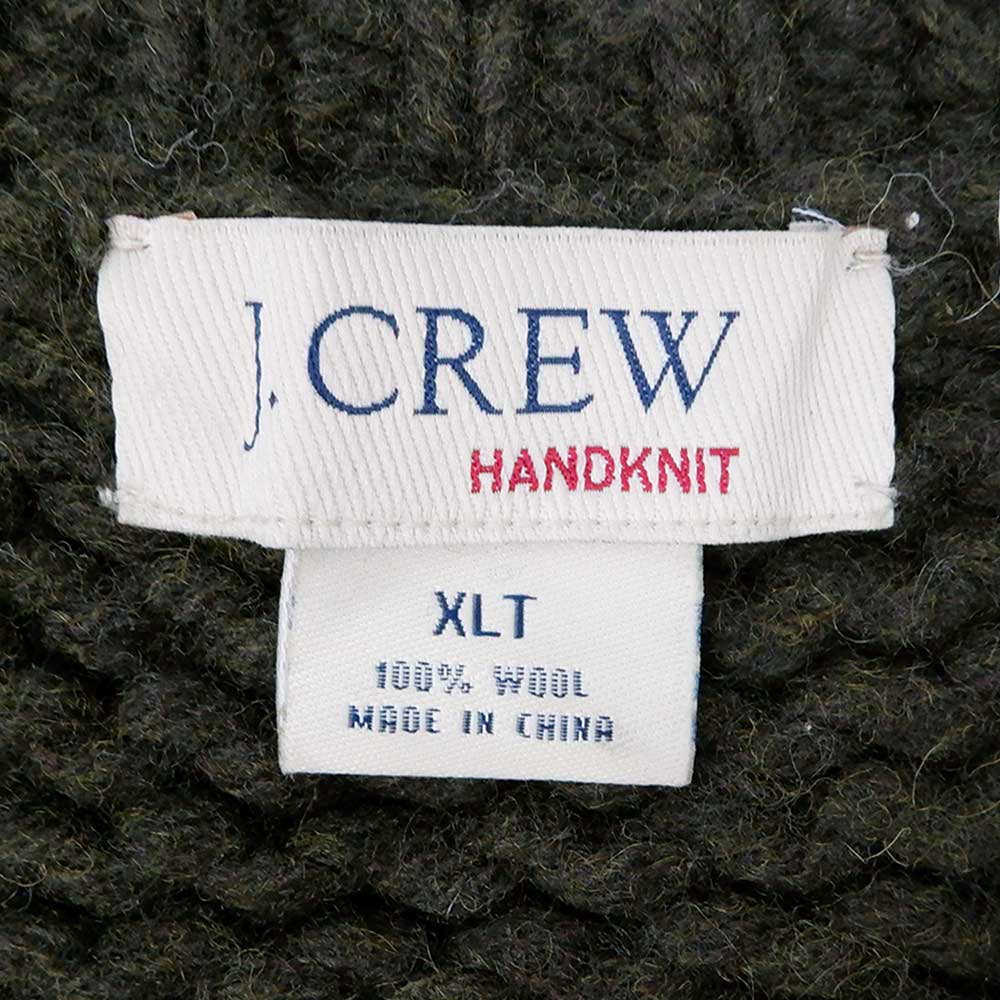 J. CREW
HANDKNIT
XLT
100% WOOL
MADE IN CHINA